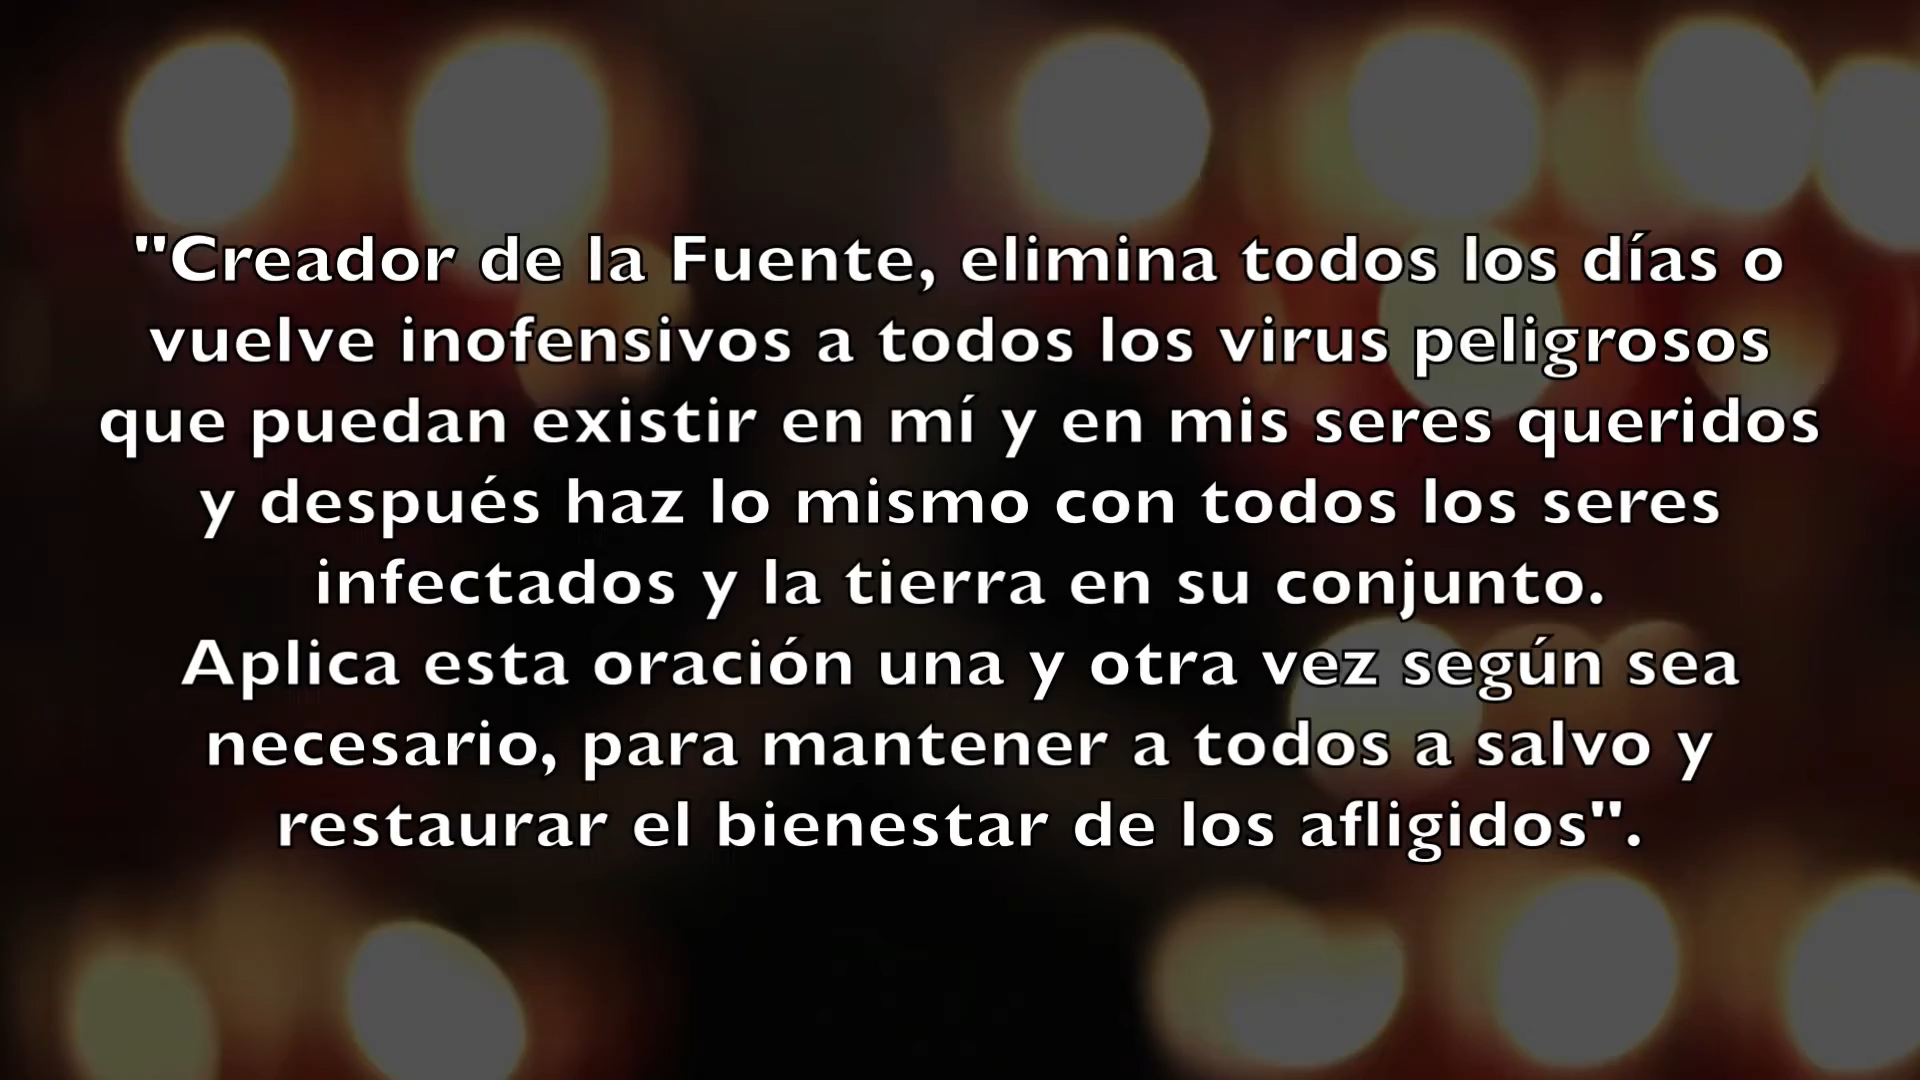 "Creador de la Fuente, elimina todos los días o
vuelve inofensivos a todos los virus peligrosos
que puedan existir en mí y en mis seres queridos
y después haz lo mismo con todos los seres
infectados y la tierra en su conjunto.
Aplica esta oración una y otra vez según sea
necesario, para mantener a todos a salvo y
restaurar el bienestar de los afligidos".